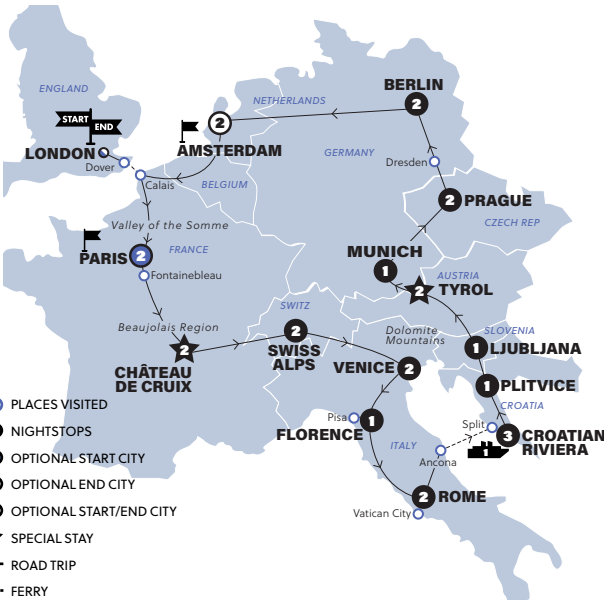 ENGLAND
START
END
LONDON
Dover
Calais
NETHERLANDS
2
AMSTERDAM
BELGIUM
BERLIN
2
GERMANY
Dresden
2 PRAGUE
CZECH REP
Valley of the Somme
PARIS 2
FRANCE
Fontainebleau
MUNICH
1
AUSTRIA
2 TYROL
Beaujolais Region
2
CHÂTEAU
DE CRUIX
SWITZ
2
SWISS
ALPS
Dolomite
Mountains
VENICE 2
SLOVENIA
1 LJUBLJANA
1 PLITVICE
CROATIA
Pisa
1
FLORENCE
ITALY
Split
3 CROATIAN
RIVIERA
1
Ancona
2 ROME
Vatican City
PLACES VISITED
NIGHTSTOPS
OPTIONAL START CITY
OPTIONAL END CITY
OPTIONAL START/END CITY
SPECIAL STAY
ROAD TRIP
FERRY